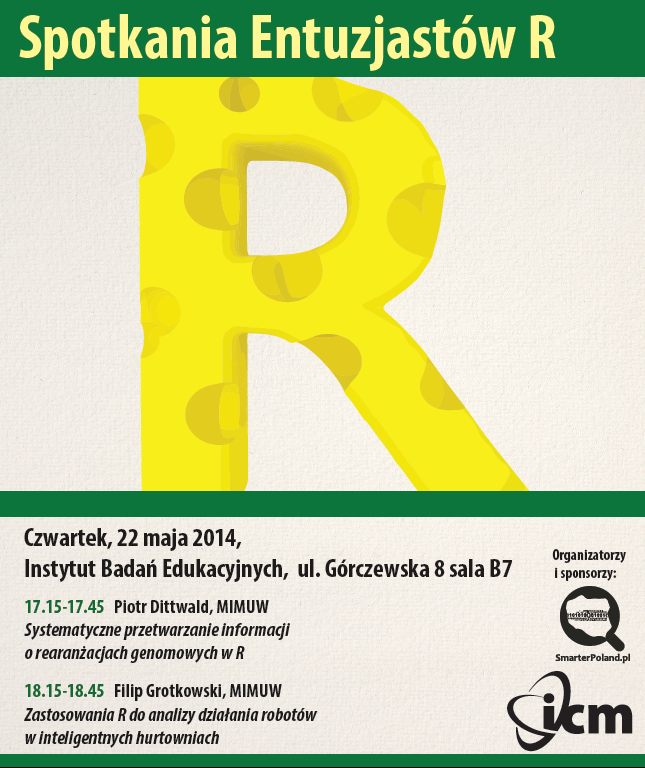 Spotkania Entuzjastów R
Czwartek, 22 maja 2014,
Instytut Badań Edukacyjnych, ul. Górczewska 8 sala B7
17.15-17.45 Piotr Dittwald, MIMUW
Systematyczne przetwarzanie informacji
o rearanżacjach genomowych w R
18.15-18.45 Filip Grotkowski, MIMUW
Zastosowania R do analizy działania robotów
w inteligentnych hurtowniach
Organizatorzy
i sponsorzy:
SmarterPoland.pl
icm